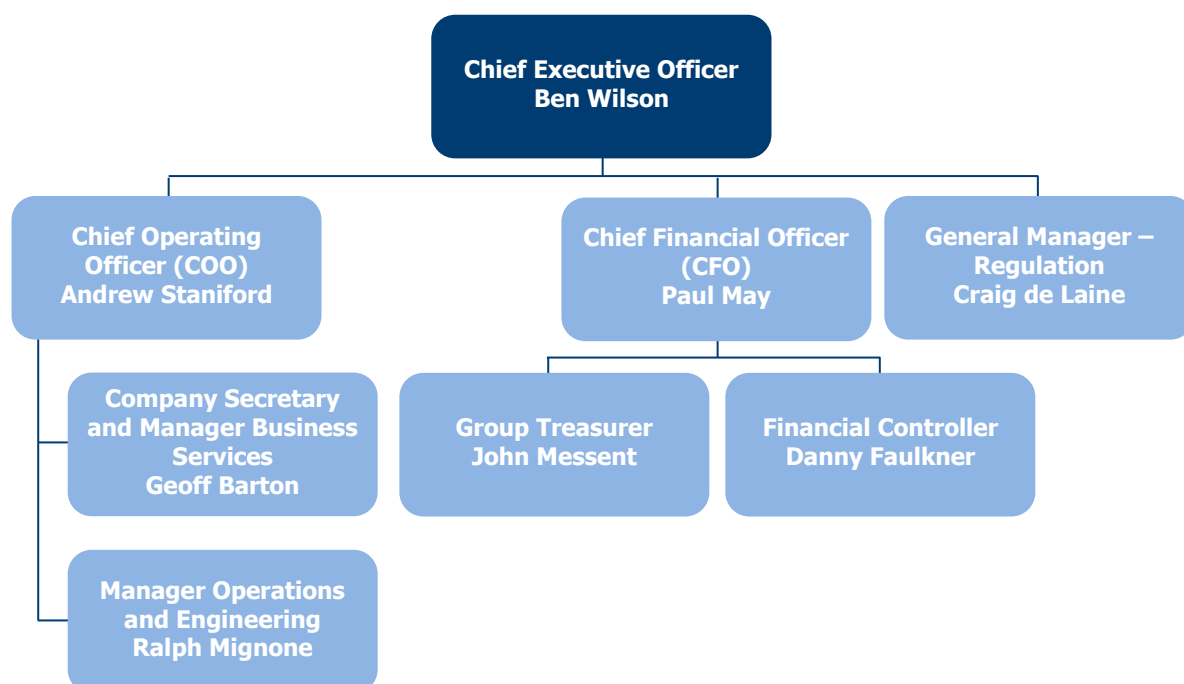 Chief Executive Officer
Ben Wilson
Chief Operating
Officer (COO)
Andrew Staniford
Chief Financial Officer
(CFO)
Paul May
General Manager –
Regulation
Craig de Laine
Company Secretary
and Manager Business
Services
Geoff Barton
Group Treasurer
John Messent
Financial Controller
Danny Faulkner
Manager Operations
and Engineering
Ralph Mignone